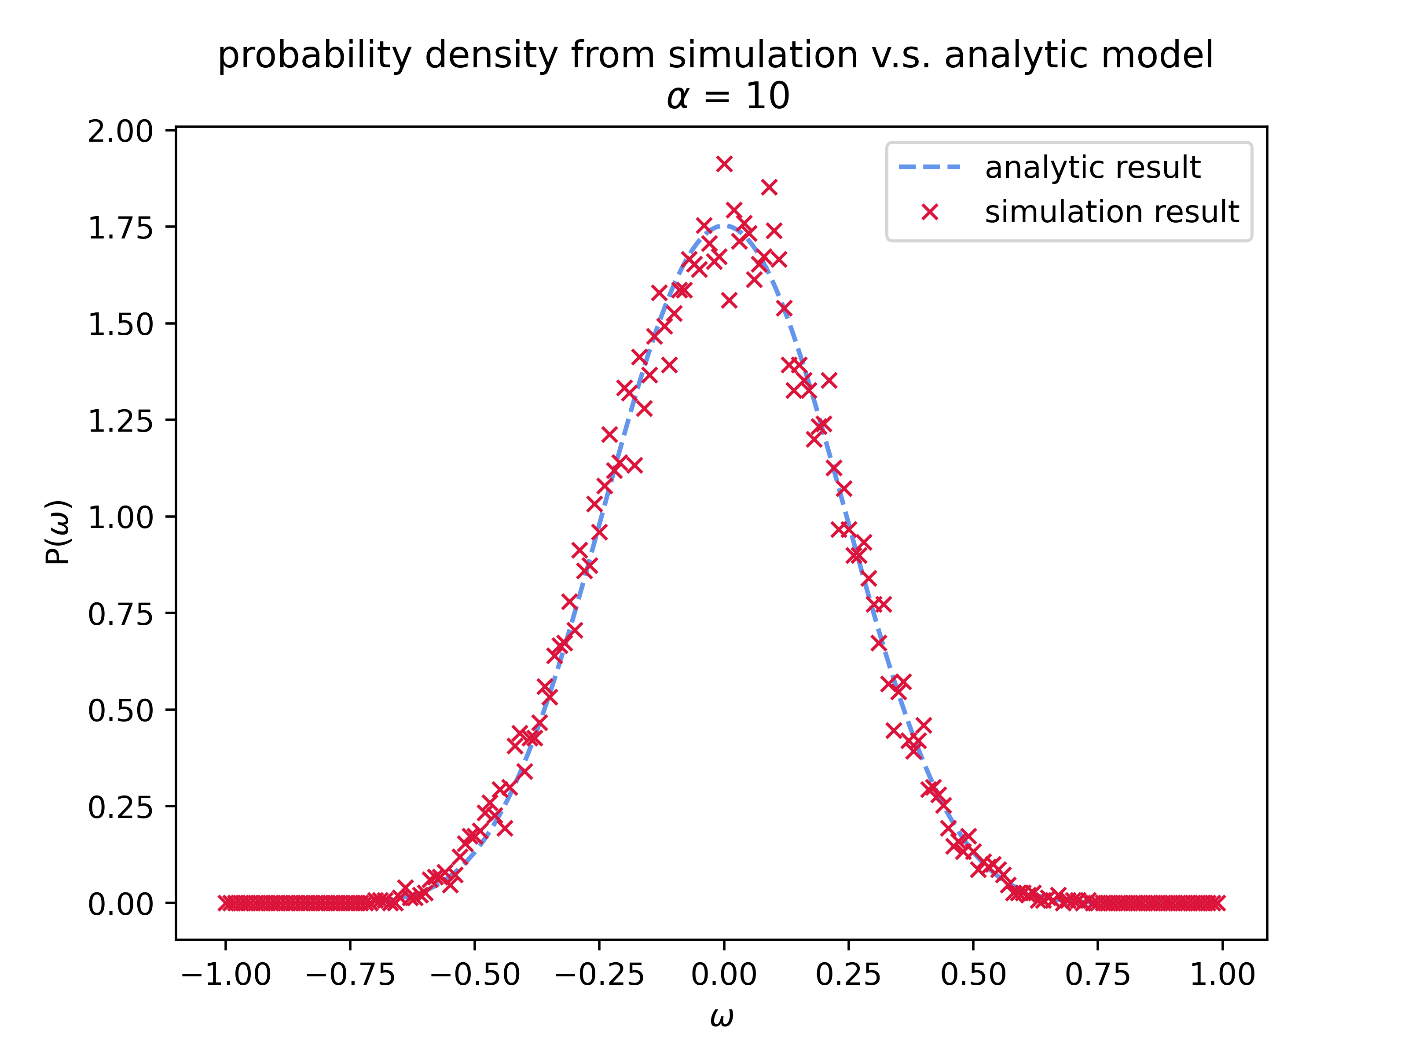 probability density from simulation v.s. analytic model
α = 10
analytic result
simulation result
P(ω)
2.00
1.75
1.50
1.25
1.00
0.75
0.50
0.25
0.00
−1.00 −0.75 −0.50 −0.25 0.00 0.25 0.50 0.75 1.00
ω